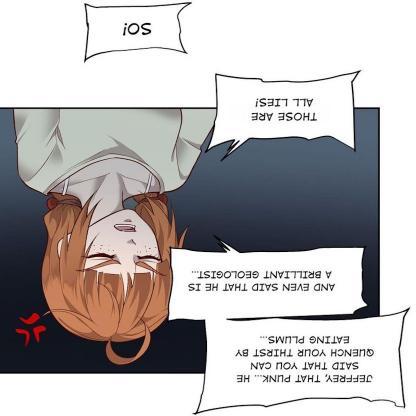 JEFFREY, THAT PUNK... HE
SAID THAT YOU CAN
QUENCH YOUR THIRST BY
EATING PLUMS...
AND EVEN SAID THAT HE IS
A BRILLIANT GEOLOGIST...
THOSE ARE
ALL LIES!
SO!